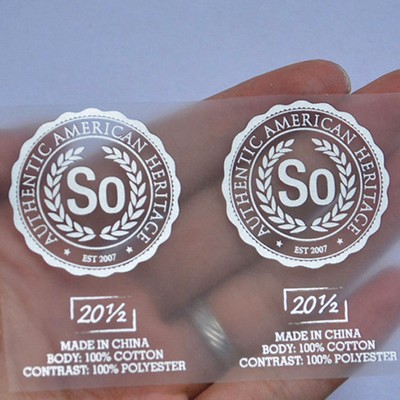 AUTHENTIC AMERICAN HERITAGE
So
EST 2007
20½
MADE IN CHINA
BODY: 100% COTTON
CONTRAST: 100% POLYESTER
AUTHENTIC AMERICAN HERITAGE
So
EST 2007
20½
MADE IN CHINA
BODY: 100% COTTON
CONTRAST: 100% POLYESTER